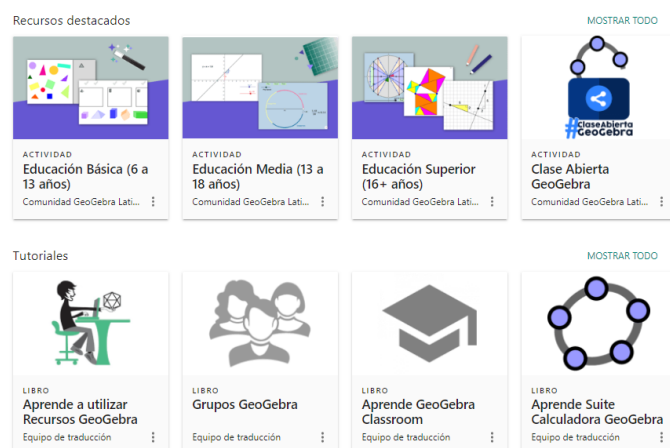 Recursos destacados
MOSTRAR TODO
ACTIVIDAD
Educación Básica (6 a
13 años)
Comunidad GeoGebra Lati...
ACTIVIDAD
Educación Media (13 a
18 años)
Comunidad GeoGebra Lati...
ACTIVIDAD
Educación Superior
(16+ años)
Comunidad GeoGebra Lati...
#ClaseAbierta
GeoGebra
ACTIVIDAD
Clase Abierta
GeoGebra
Comunidad GeoGebra Lati...
Tutoriales
MOSTRAR TODO
LIBRO
Aprende a utilizar
Recursos GeoGebra
Equipo de traducción
LIBRO
Grupos GeoGebra
Equipo de traducción
LIBRO
Aprende GeoGebra
Classroom
Equipo de traducción
LIBRO
Aprende Suite
Calculadora GeoGebra
Equipo de traducción